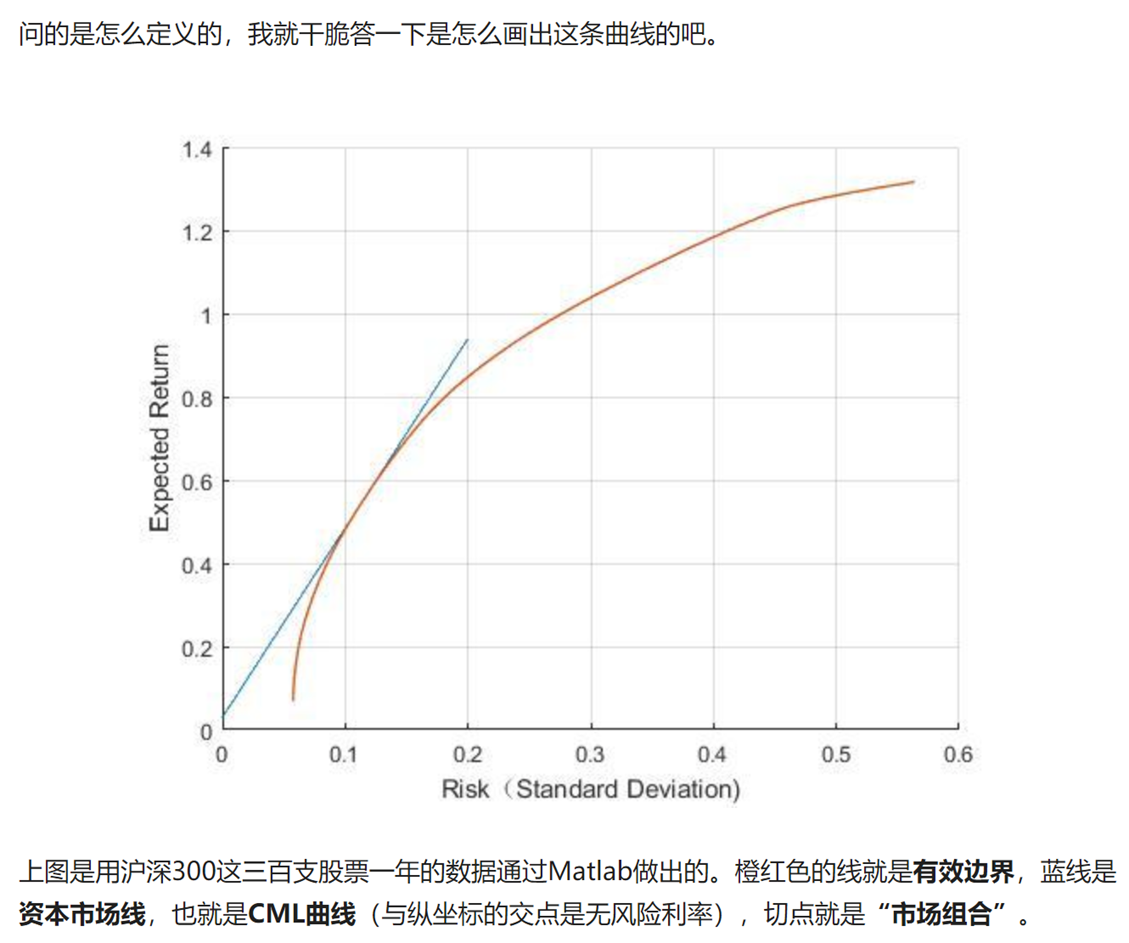 问的是怎么定义的，我就干脆答一下是怎么画出这条曲线的吧。
1.4
1.2
1
0.8
0.6
0.4
0.2
0
Expected Return
0 0.1 0.2 0.3 0.4 0.5 0.6
Risk（Standard Deviation)
上图是用沪深300这三百支股票一年的数据通过Matlab做出的。橙红色的线就是有效边界，蓝线是
资本市场线，也就是CML曲线（与纵坐标的交点是无风险利率），切点就是“市场组合”。